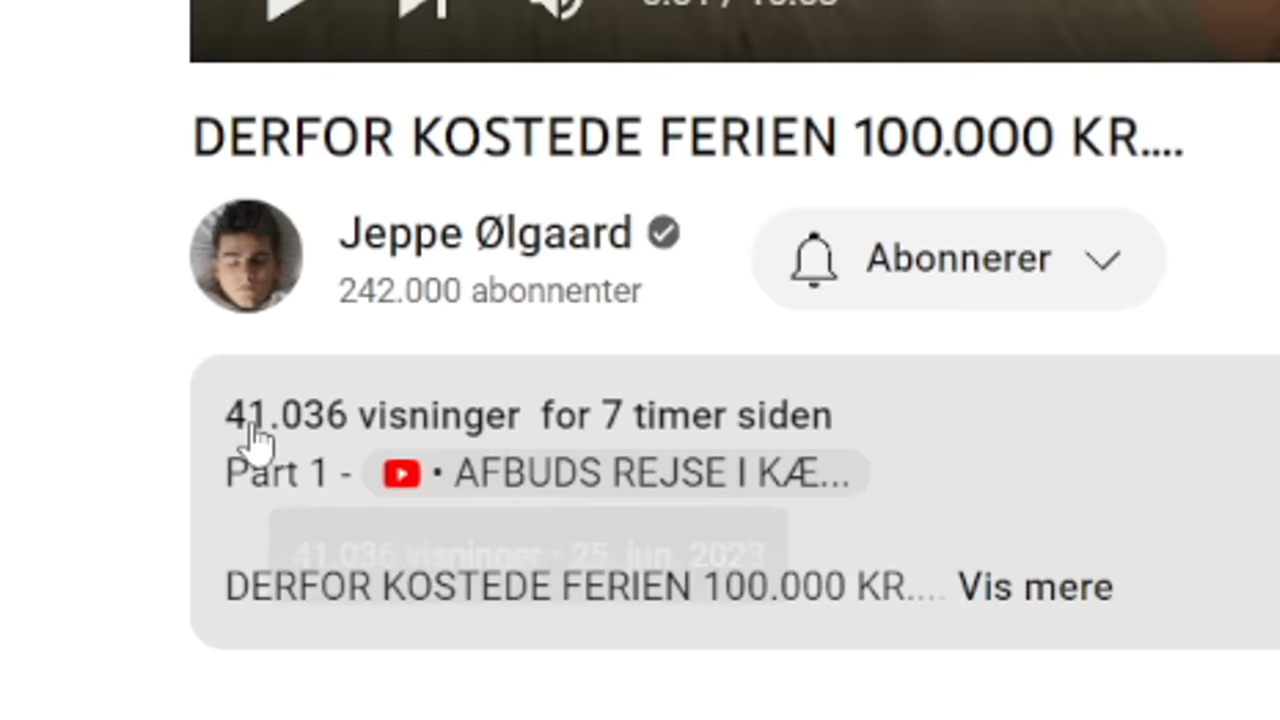 DERFOR KOSTEDE FERIEN 100.000 KR....
Jeppe Ølgaard
242.000 abonnenter
Abonnerer
41.036 visninger for 7 timer siden
Part 1 - • AFBUDS REJSE I KÆ...
41.036 visninger • 25. jun. 2023
DERFOR KOSTEDE FERIEN 100.000 KR.... Vis mere